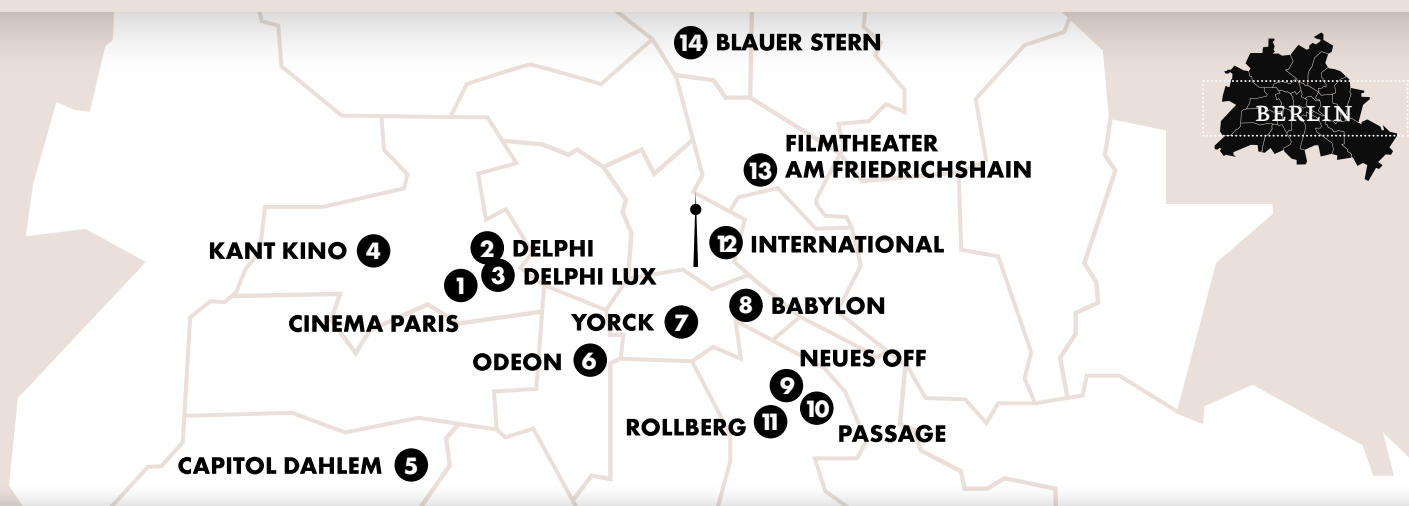 14 BLAUER STERN
BERLIN
FILMTHEATER
13 AM FRIEDRICHSHAIN
KANT KINO 4
2 DELPHI
12 INTERNATIONAL
3 DELPHI LUX
1
CINEMA PARIS
8 BABYLON
YORCK 7
ODEON 6
NEUES OFF
9
10
ROLLBERG 11
PASSAGE
CAPITOL DAHLEM 5